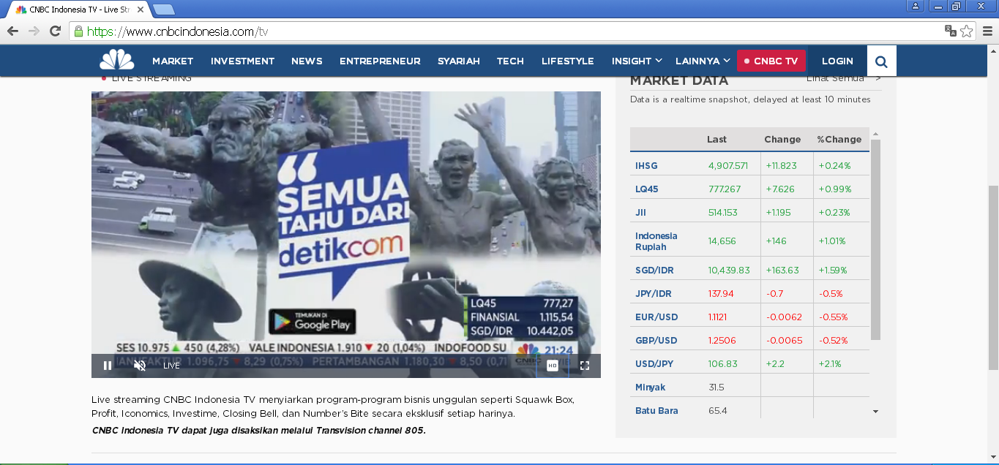 CNBC Indonesia TV - Live Str
https://www.cnbcindonesia.com/tv
MARKET INVESTMENT NEWS ENTREPRENEUR SYARIAH TECH LIFESTYLE INSIGHT LAINNYA CNBC TV LOGIN
LIVE STREAMING
SEMUA
TAHU DARI
detikcom
TEMUKAN DI
Google Play
LQ45 777,27
FINANSIAL 1.115,54
SGD/IDR 10.442,05
SES 10.975 ▲ 450 (4,28%) VALE INDONESIA 1.910 ▼ 20 (1,04%) INDOFOOD SU
21:24
MANUFAKTUR 1.096,75 ▼ 8,29 (0,75%) PERTAMBANGAN 1.180,30 ▼ 8,50 (0,71
CNBC
LIVE
HD
Live streaming CNBC Indonesia TV menyiarkan program-program bisnis unggulan seperti Squawk Box,
Profit, Iconomics, Investime, Closing Bell, dan Number's Bite secara eksklusif setiap harinya.
CNBC Indonesia TV dapat juga disaksikan melalui Transvision channel 805.
MARKET DATA Lihat Semua >
Data is a realtime snapshot, delayed at least 10 minutes
Last Change %Change
IHSG 4,907.571 +11.823 +0.24%
LQ45 777.267 +7.626 +0.99%
JII 514.153 +1.195 +0.23%
Indonesia
Rupiah 14,656 +146 +1.01%
SGD/IDR 10,439.83 +163.63 +1.59%
JPY/IDR 137.94 -0.7 -0.5%
EUR/USD 1.1121 -0.0062 -0.55%
GBP/USD 1.2506 -0.0065 -0.52%
USD/JPY 106.83 +2.2 +2.1%
Minyak 31.5
Batu Bara 65.4